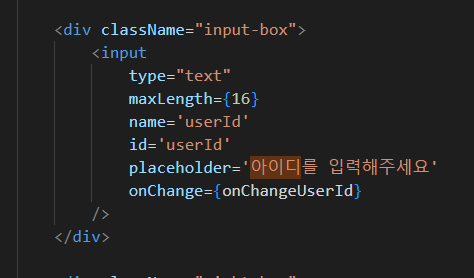 <div className="input-box">
<input
type="text"
maxLength={16}
name='userId'
id='userId'
placeholder='아이디를 입력해주세요'
onChange={onChangeUserId}
/>
</div>